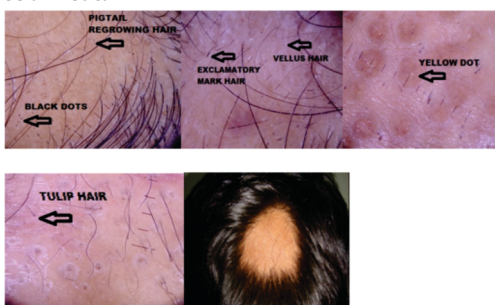 PIGTAIL
REGROWING HAIR
BLACK DOTS
EXCLAMATORY
MARK HAIR
VELLUS HAIR
YELLOW DOT
TULIP HAIR